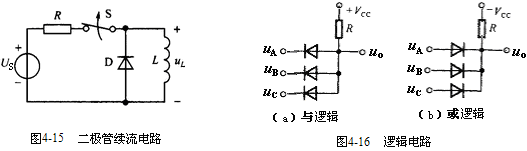 R
S
+
U_S
−
D
L
u_L
+
−
图4-15 二极管续流电路
+V_CC
R
u_A
u_B
u_C
u_o
(a)与逻辑
-V_CC
R
u_A
u_B
u_C
u_o
(b)或逻辑
图4-16 逻辑电路